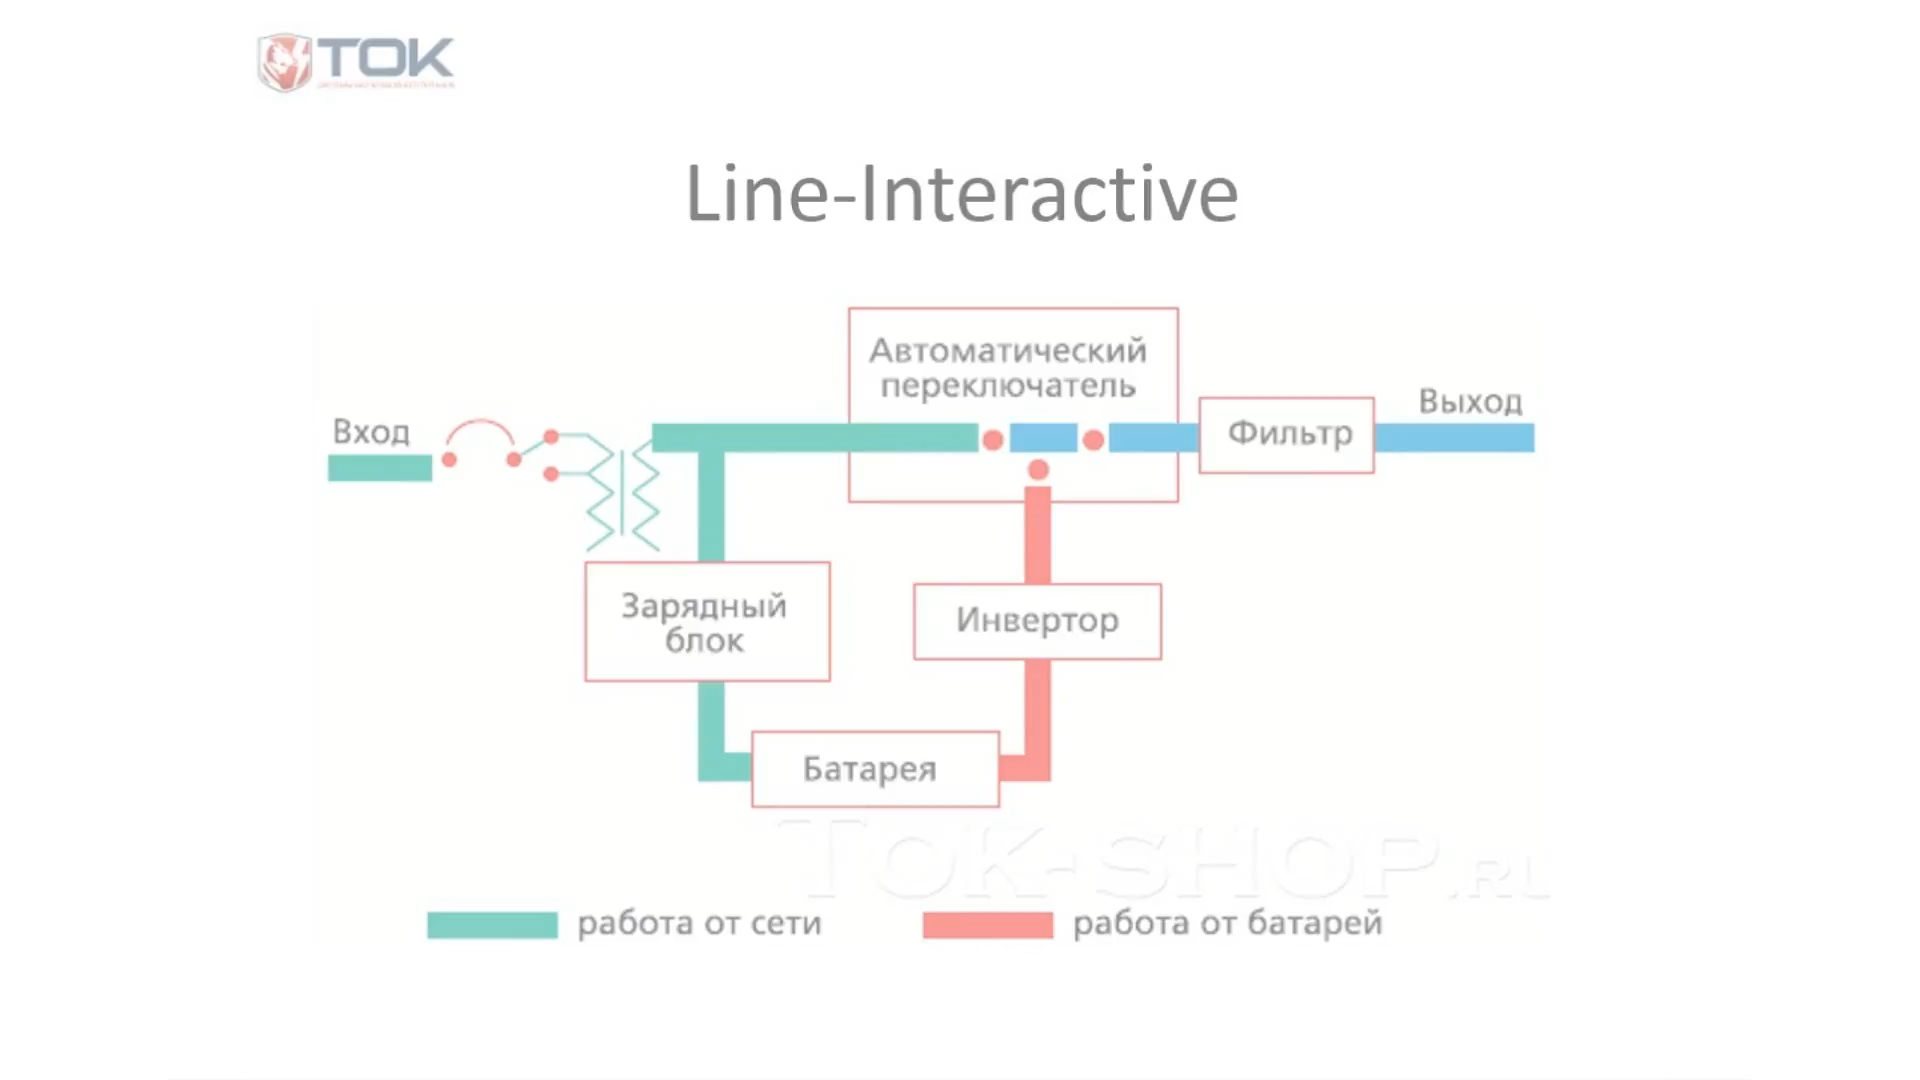 ТОК
Line-Interactive
Автоматический
переключатель
Вход
Фильтр
Выход
Зарядный
блок
Инвертор
Батарея
TOK-SHOP.RU
работа от сети
работа от батарей